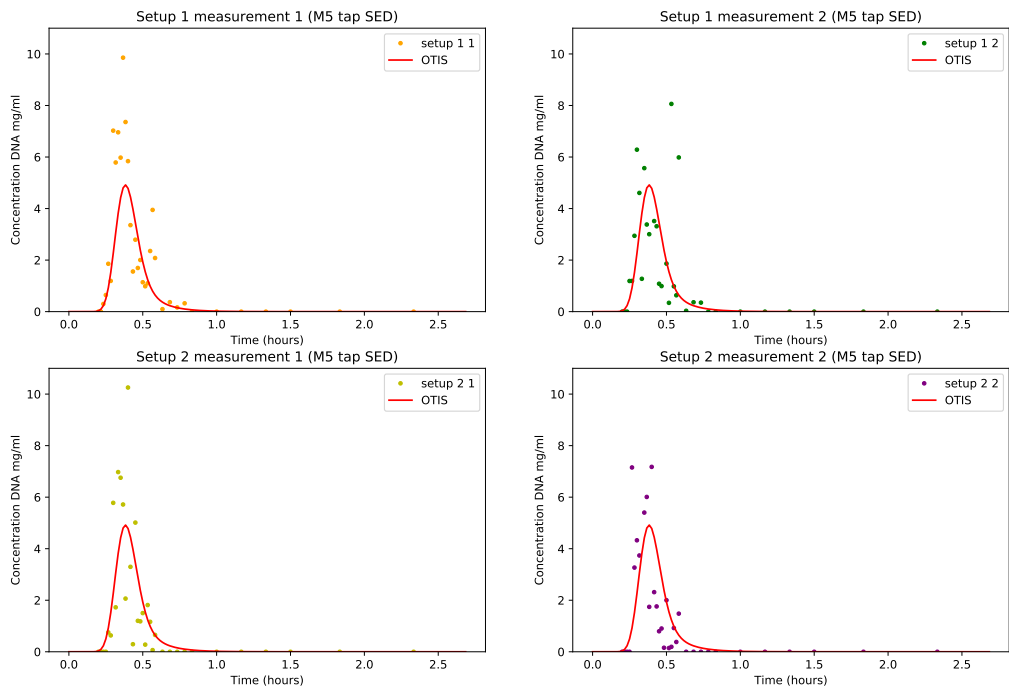 Setup 1 measurement 1 (M5 tap SED)
Concentration DNA mg/ml
10
8
6
4
2
0
setup 1 1
OTIS
0.0 0.5 1.0 1.5 2.0 2.5
Time (hours)
Setup 1 measurement 2 (M5 tap SED)
Concentration DNA mg/ml
10
8
6
4
2
0
setup 1 2
OTIS
0.0 0.5 1.0 1.5 2.0 2.5
Time (hours)
Setup 2 measurement 1 (M5 tap SED)
Concentration DNA mg/ml
10
8
6
4
2
0
setup 2 1
OTIS
0.0 0.5 1.0 1.5 2.0 2.5
Time (hours)
Setup 2 measurement 2 (M5 tap SED)
Concentration DNA mg/ml
10
8
6
4
2
0
setup 2 2
OTIS
0.0 0.5 1.0 1.5 2.0 2.5
Time (hours)